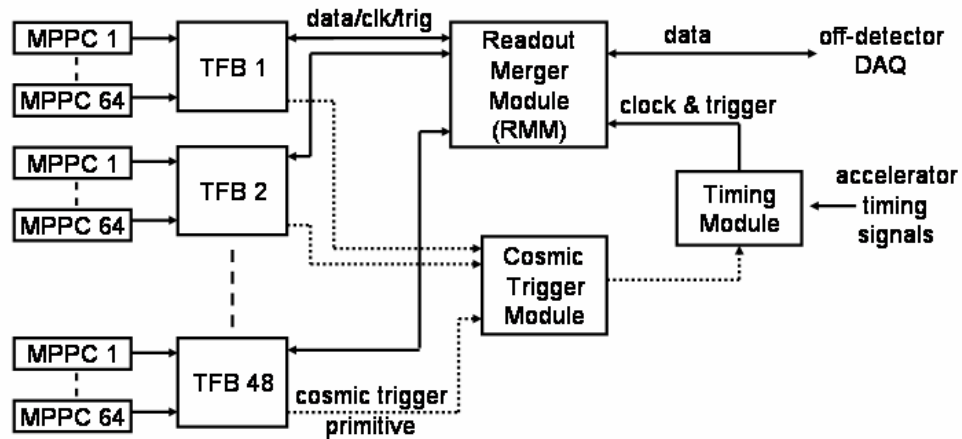 MPPC 1
MPPC 64
TFB 1
data/clk/trig
Readout
Merger
Module
(RMM)
data
off-detector
DAQ
clock & trigger
MPPC 1
MPPC 64
TFB 2
Timing
Module
accelerator
timing
signals
Cosmic
Trigger
Module
MPPC 1
MPPC 64
TFB 48
cosmic trigger
primitive